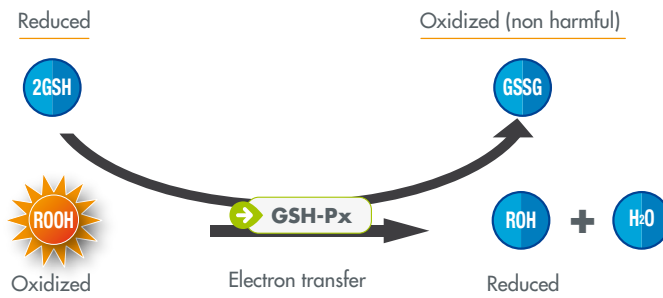 Reduced
Oxidized (non harmful)
2GSH
GSSG
GSH-Px
ROOH
ROH + H2O
Oxidized
Electron transfer
Reduced